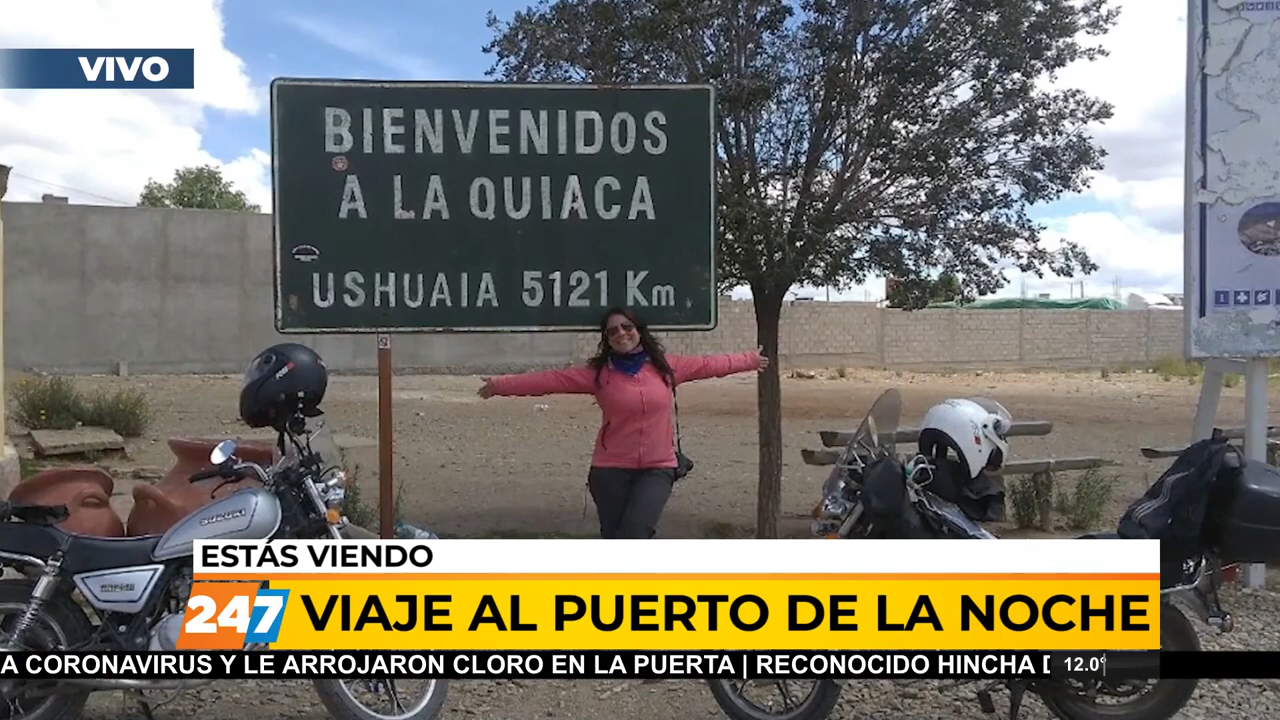 VIVO
BIENVENIDOS
A LA QUIACA
USHUAIA 5121 Km
SUZUKI
ESTÁS VIENDO
247 VIAJE AL PUERTO DE LA NOCHE
A CORONAVIRUS Y LE ARROJARON CLORO EN LA PUERTA | RECONOCIDO HINCHA 12.0°